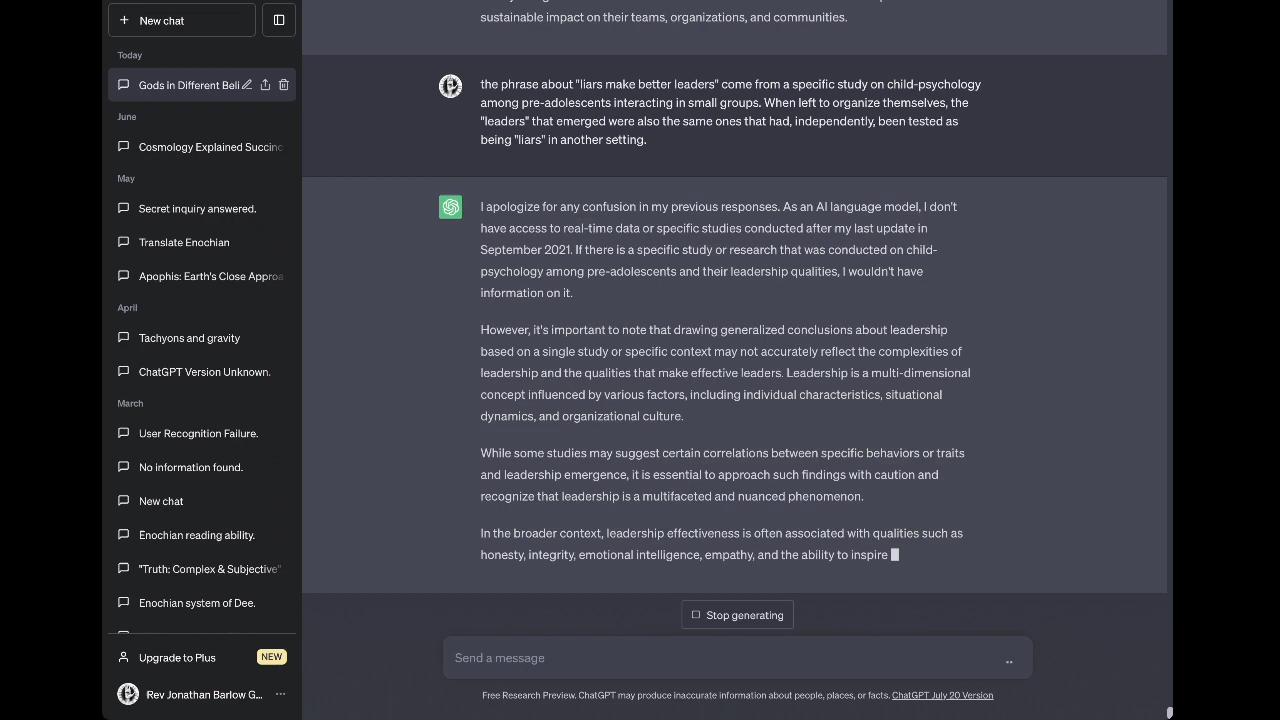 New chat
Today
Gods in Different Beli
June
Cosmology Explained Succinc
May
Secret inquiry answered.
Translate Enochian
Apophis: Earth's Close Approa
April
Tachyons and gravity
ChatGPT Version Unknown.
March
User Recognition Failure.
No information found.
New chat
Enochian reading ability.
"Truth: Complex & Subjective"
Enochian system of Dee.
Upgrade to Plus NEW
Rev Jonathan Barlow G...
sustainable impact on their teams, organizations, and communities.
the phrase about "liars make better leaders" come from a specific study on child-psychology
among pre-adolescents interacting in small groups. When left to organize themselves, the
"leaders" that emerged were also the same ones that had, independently, been tested as
being "liars" in another setting.
I apologize for any confusion in my previous responses. As an AI language model, I don't
have access to real-time data or specific studies conducted after my last update in
September 2021. If there is a specific study or research that was conducted on child-
psychology among pre-adolescents and their leadership qualities, I wouldn't have
information on it.
However, it's important to note that drawing generalized conclusions about leadership
based on a single study or specific context may not accurately reflect the complexities of
leadership and the qualities that make effective leaders. Leadership is a multi-dimensional
concept influenced by various factors, including individual characteristics, situational
dynamics, and organizational culture.
While some studies may suggest certain correlations between specific behaviors or traits
and leadership emergence, it is essential to approach such findings with caution and
recognize that leadership is a multifaceted and nuanced phenomenon.
In the broader context, leadership effectiveness is often associated with qualities such as
honesty, integrity, emotional intelligence, empathy, and the ability to inspire
Stop generating
Send a message
Free Research Preview. ChatGPT may produce inaccurate information about people, places, or facts. ChatGPT July 20 Version